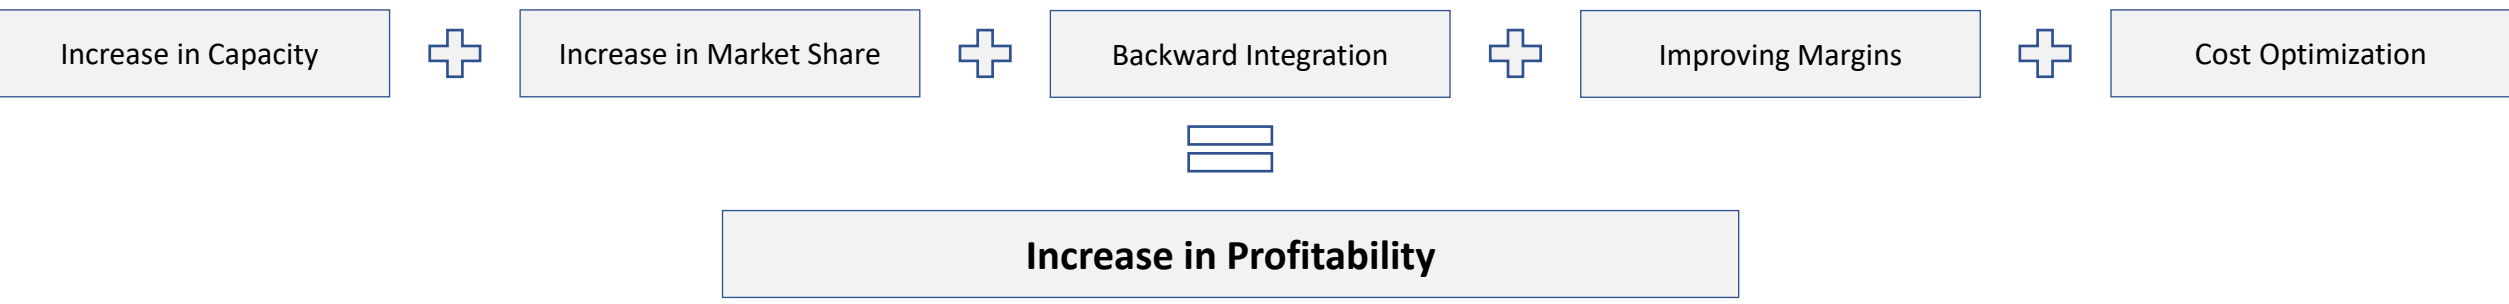 Increase in Capacity
Increase in Market Share
Backward Integration
Improving Margins
Cost Optimization
Increase in Profitability